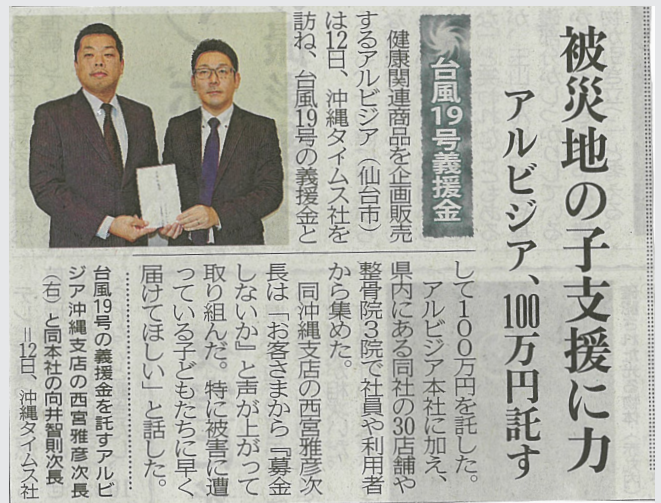 被災地の子支援に力
アルビジア、100万円託す
台風19号義援金
健康関連商品を企画販売
するアルビジア（仙台市）
は12日、沖縄タイムス社を
訪ね、台風19号の義援金と
して１００万円を託した。
アルビジア本社に加え、
県内にある同社の30店舗や
整骨院３院で社員や利用者
から集めた。
同沖縄支店の西宮雅彦次
長は「お客さまから『募金
しないか』と声が上がって
取り組んだ。特に被害に遭
っている子どもたちに早く
届けてほしい」と話した。
台風19号の義援金を託すアルビ
ジア沖縄支店の西宮雅彦次長
（右）と同本社の向井智則次長
＝12日、沖縄タイムス社